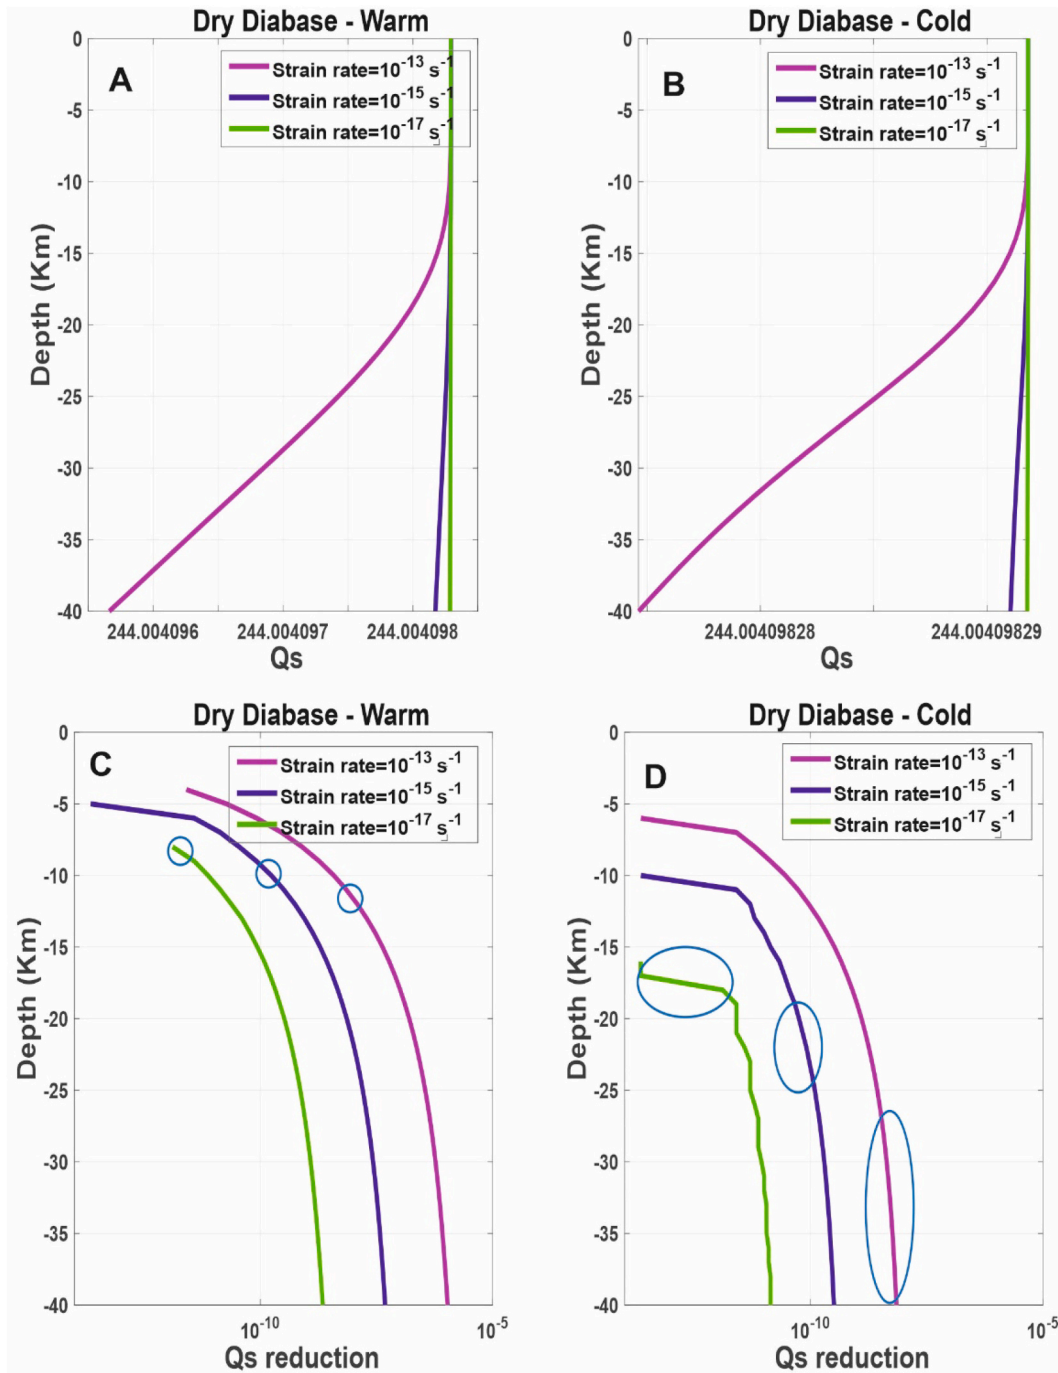 Dry Diabase - Warm
A
Strain rate=10⁻¹³ s⁻¹
Strain rate=10⁻¹⁵ s⁻¹
Strain rate=10⁻¹⁷ s⁻¹
0
-5
-10
-15
-20
-25
-30
-35
-40
Depth (Km)
244.004096 244.004097 244.004098
Qs
Dry Diabase - Cold
B
Strain rate=10⁻¹³ s⁻¹
Strain rate=10⁻¹⁵ s⁻¹
Strain rate=10⁻¹⁷ s⁻¹
0
-5
-10
-15
-20
-25
-30
-35
-40
Depth (Km)
244.00409828 244.00409829
Qs
Dry Diabase - Warm
C
Strain rate=10⁻¹³ s⁻¹
Strain rate=10⁻¹⁵ s⁻¹
Strain rate=10⁻¹⁷ s⁻¹
0
-5
-10
-15
-20
-25
-30
-35
-40
Depth (Km)
10⁻¹⁰ 10⁻⁵
Qs reduction
Dry Diabase - Cold
D
Strain rate=10⁻¹³ s⁻¹
Strain rate=10⁻¹⁵ s⁻¹
Strain rate=10⁻¹⁷ s⁻¹
0
-5
-10
-15
-20
-25
-30
-35
-40
Depth (Km)
10⁻¹⁰ 10⁻⁵
Qs reduction